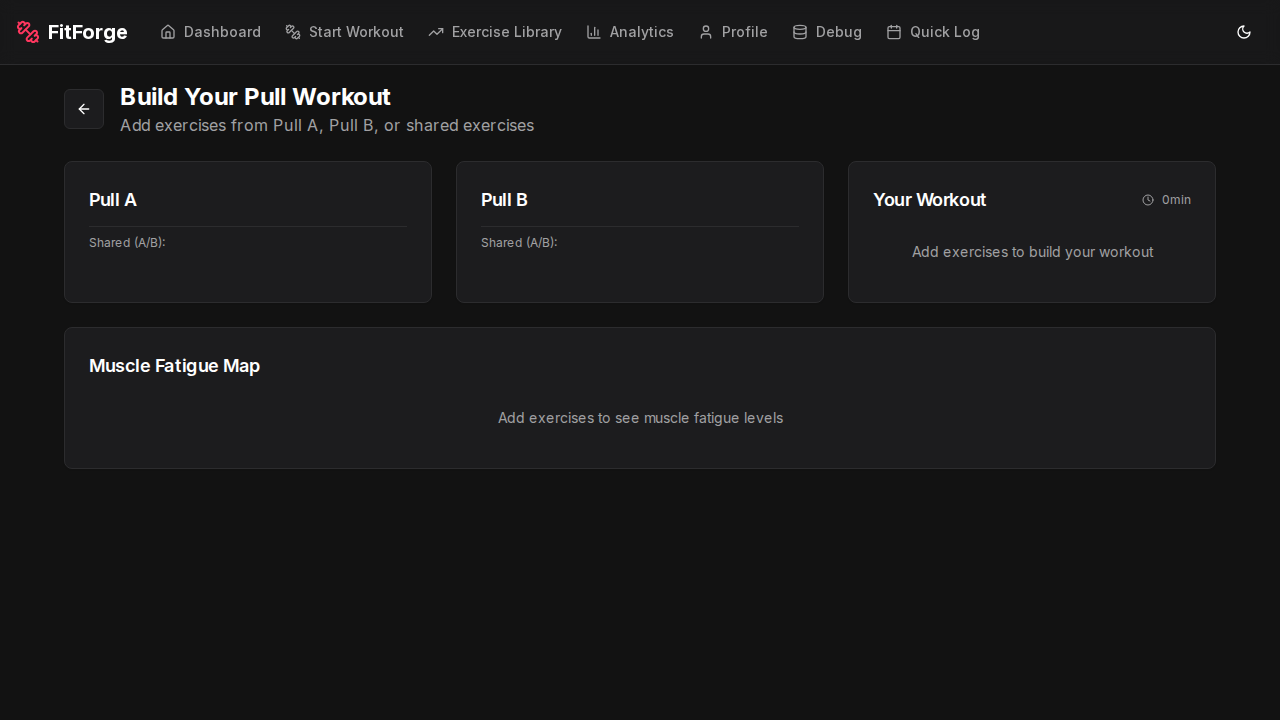 FitForge
Dashboard
Start Workout
Exercise Library
Analytics
Profile
Debug
Quick Log
Build Your Pull Workout
Add exercises from Pull A, Pull B, or shared exercises
Pull A
Shared (A/B):
Pull B
Shared (A/B):
Your Workout
0min
Add exercises to build your workout
Muscle Fatigue Map
Add exercises to see muscle fatigue levels